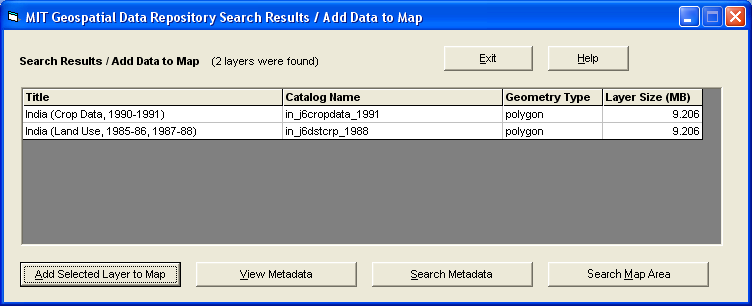 MIT Geospatial Data Repository Search Results / Add Data to Map
Search Results / Add Data to Map (2 layers were found) Exit Help
Title Catalog Name Geometry Type Layer Size (MB)
India (Crop Data, 1990-1991) in_j6cropdata_1991 polygon 9.206
India (Land Use, 1985-86, 1987-88) in_j6dstcrp_1988 polygon 9.206
Add Selected Layer to Map View Metadata Search Metadata Search Map Area